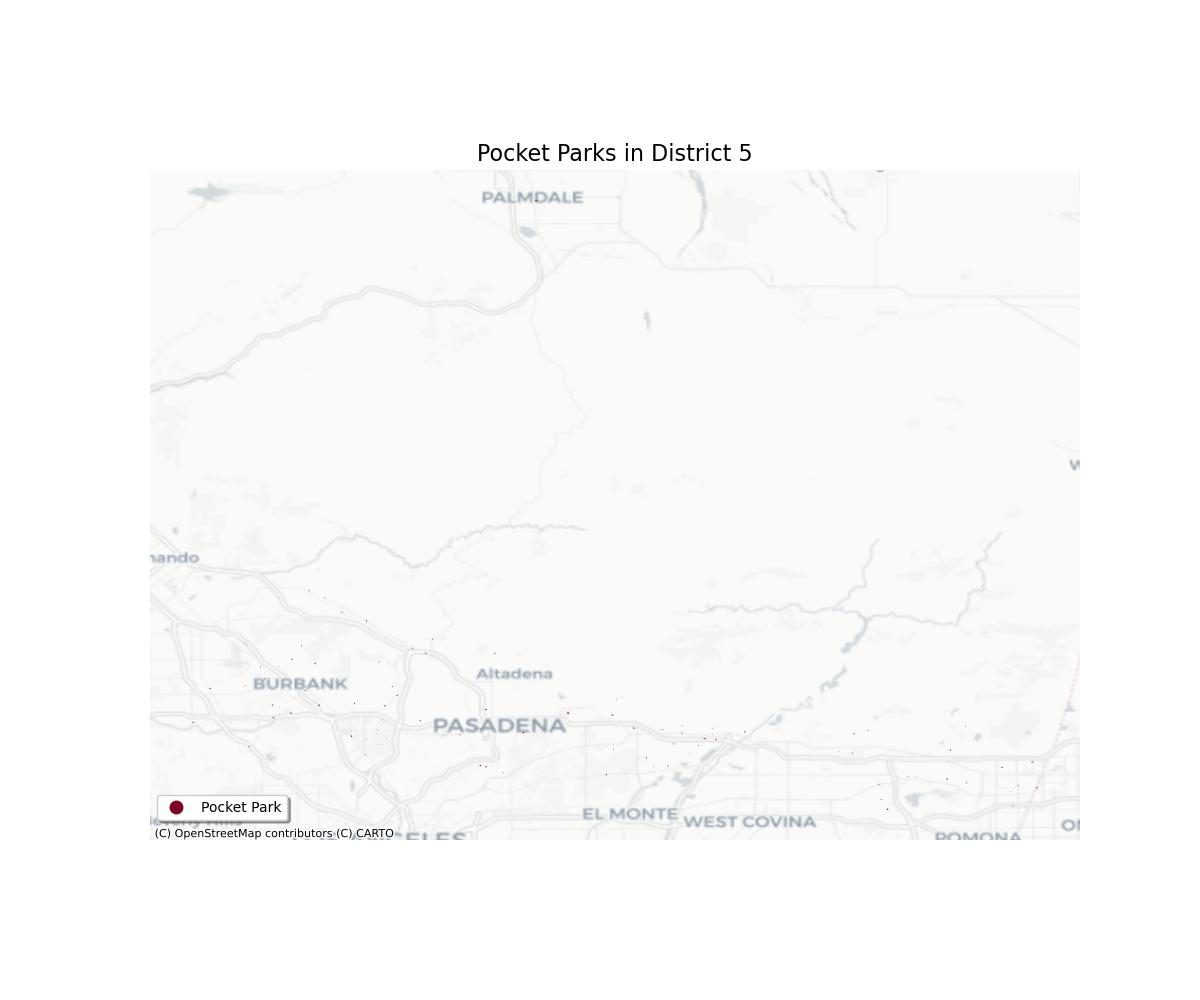 Pocket Parks in District 5
PALMDALE
W
nando
Altadena
BURBANK
PASADENA
Pocket Park
EL MONTE
WEST COVINA
(C) OpenStreetMap contributors (C) CARTO
GELES
POMONA